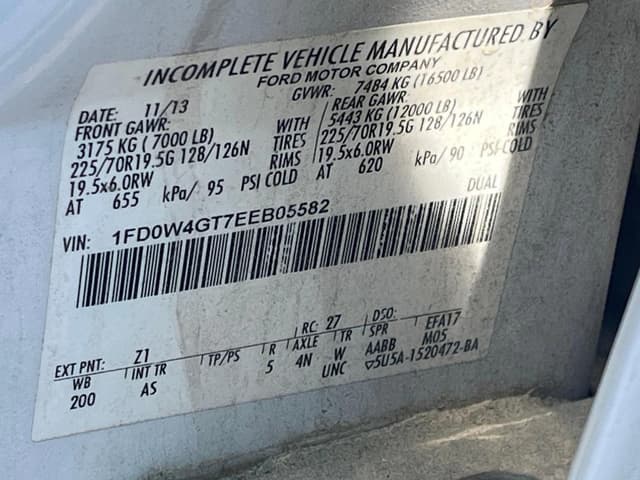 INCOMPLETE VEHICLE MANUFACTURED BY
FORD MOTOR COMPANY
DATE: 11/13 GVWR: 7484 KG (16500 LB)
FRONT GAWR: REAR GAWR:
3175 KG ( 7000 LB) WITH 5443 KG (12000 LB) WITH
225/70R19.5G 128/126N TIRES 225/70R19.5G 128/126N TIRES
19.5x6.0RW RIMS 19.5x6.0RW RIMS
AT 655 kPa/ 95 PSI COLD AT 620 kPa/ 90 PSI COLD
DUAL
VIN: 1FD0W4GT7EEB05582
RC: 27 DSO:
EXT PNT: Z1 TP/PS R AXLE TR SPR EFA17
WB INT TR 5 4N W AABB M05
200 AS UNC 5U5A-1520472-BA